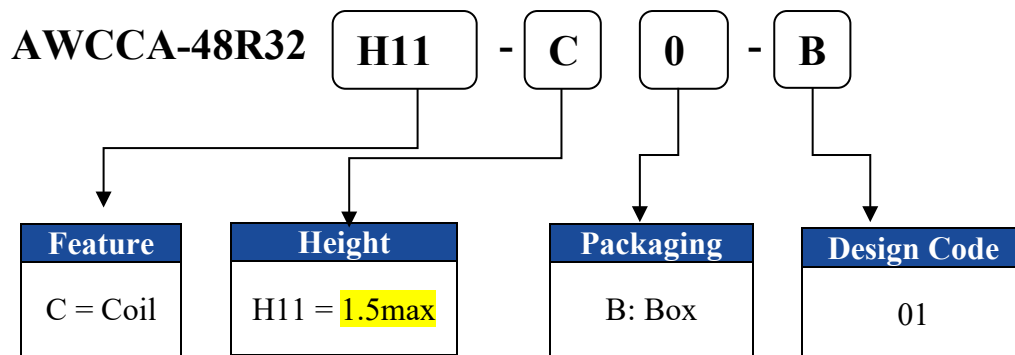 AWCCA-48R32 H11 - C 0 - B
Feature Height Packaging Design Code
C = Coil H11 = 1.5max B: Box 01